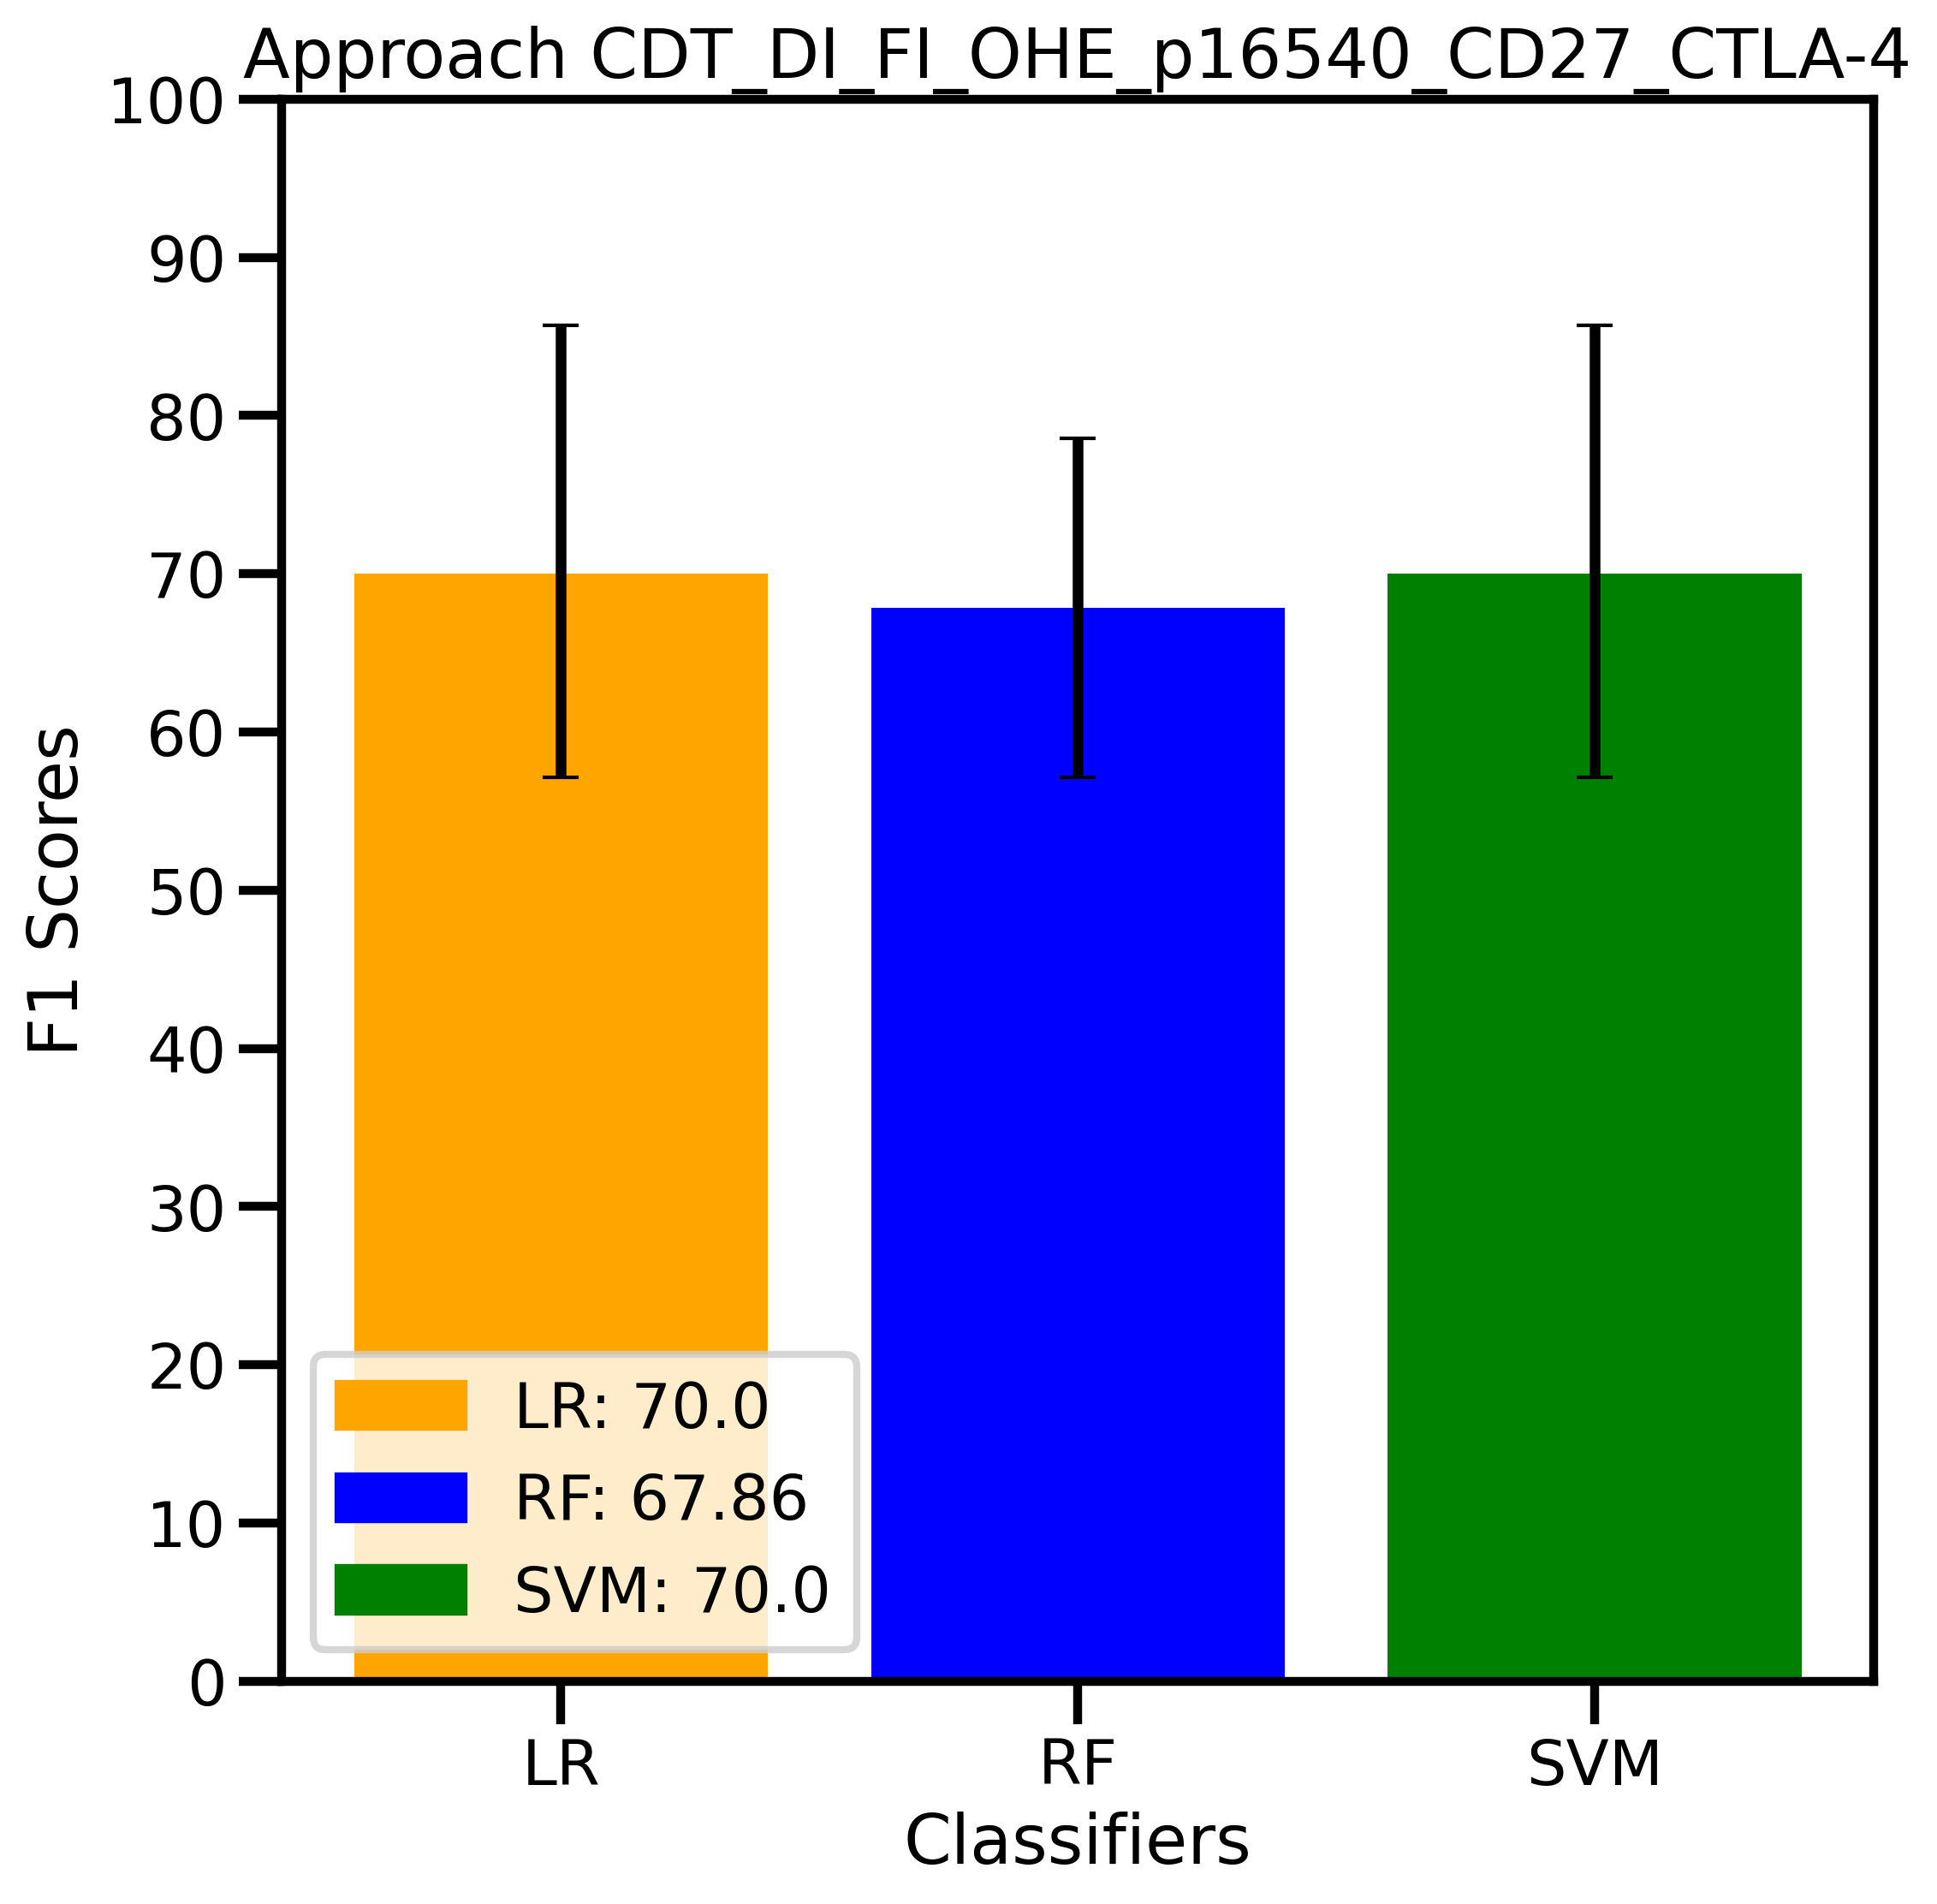 Approach CDT_DI_FI_OHE_p16540_CD27_CTLA-4
100
90
80
70
60
50
40
30
20
10
0
F1 Scores
LR: 70.0
RF: 67.86
SVM: 70.0
LR
RF
SVM
Classifiers